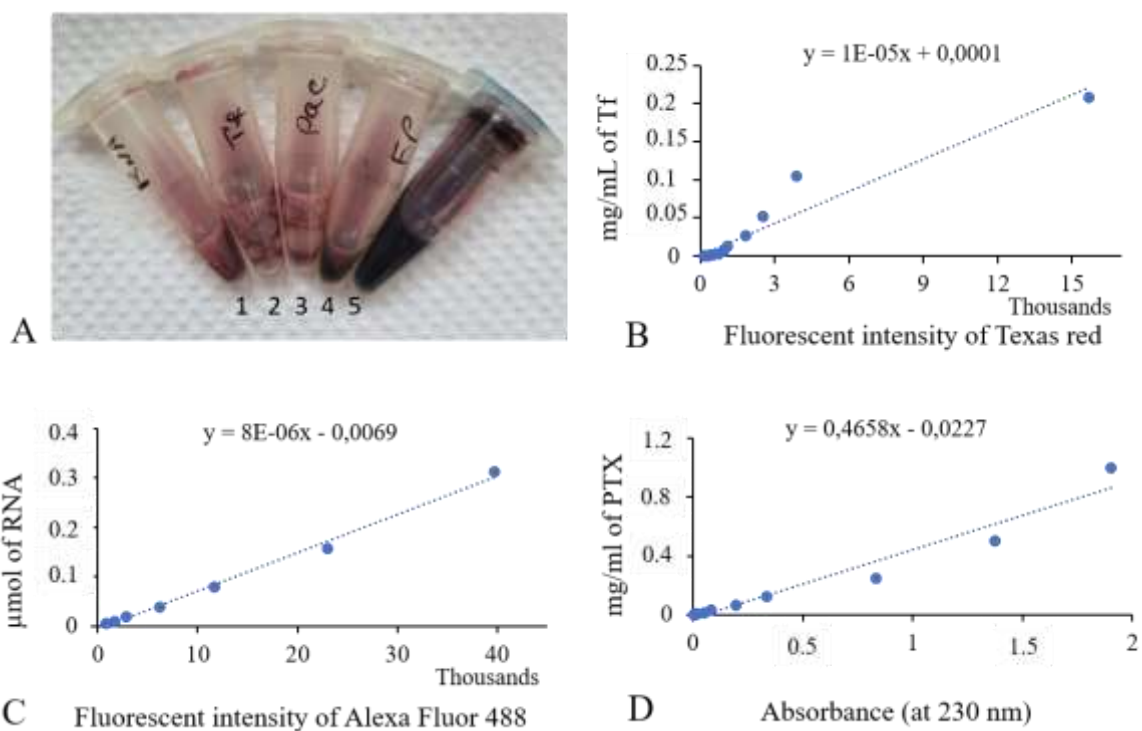 Tf
Pac
FP
1 2 3 4 5
A
y = 1E-05x + 0,0001
mg/mL of Tf
0.25
0.2
0.15
0.1
0.05
0
0 3 6 9 12 15
Thousands
B
Fluorescent intensity of Texas red
y = 8E-06x - 0,0069
µmol of RNA
0.4
0.3
0.2
0.1
0
0 10 20 30 40
Thousands
C
Fluorescent intensity of Alexa Fluor 488
y = 0,4658x - 0,0227
mg/ml of PTX
1.2
0.8
0.4
0
0 0.5 1 1.5 2
D
Absorbance (at 230 nm)